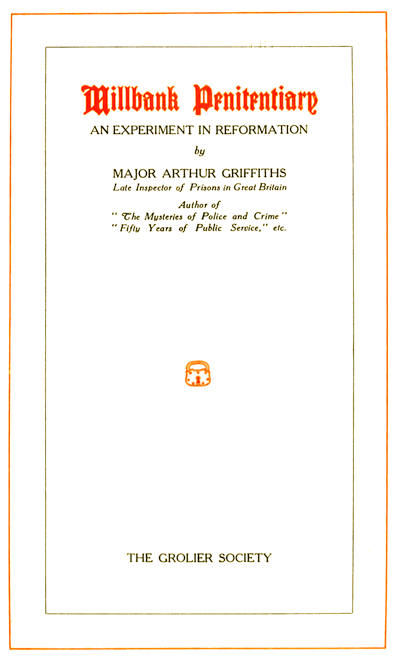 Millbank Penitentiary
AN EXPERIMENT IN REFORMATION
by
MAJOR ARTHUR GRIFFITHS
Late Inspector of Prisons in Great Britain
Author of
"The Mysteries of Police and Crime"
"Fifty Years of Public Service," etc.
THE GROLIER SOCIETY